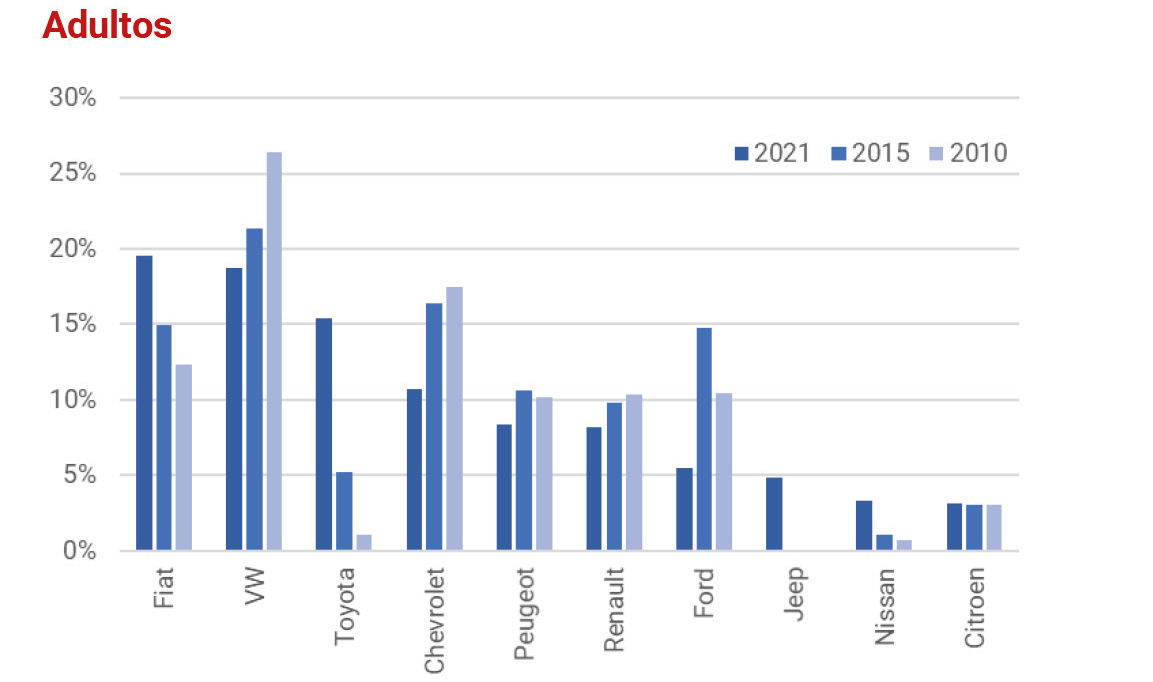 Adultos
30%
2021 2015 2010
25%
20%
15%
10%
5%
0%
Fiat VW Toyota Chevrolet Peugeot Renault Ford Jeep Nissan Citroen